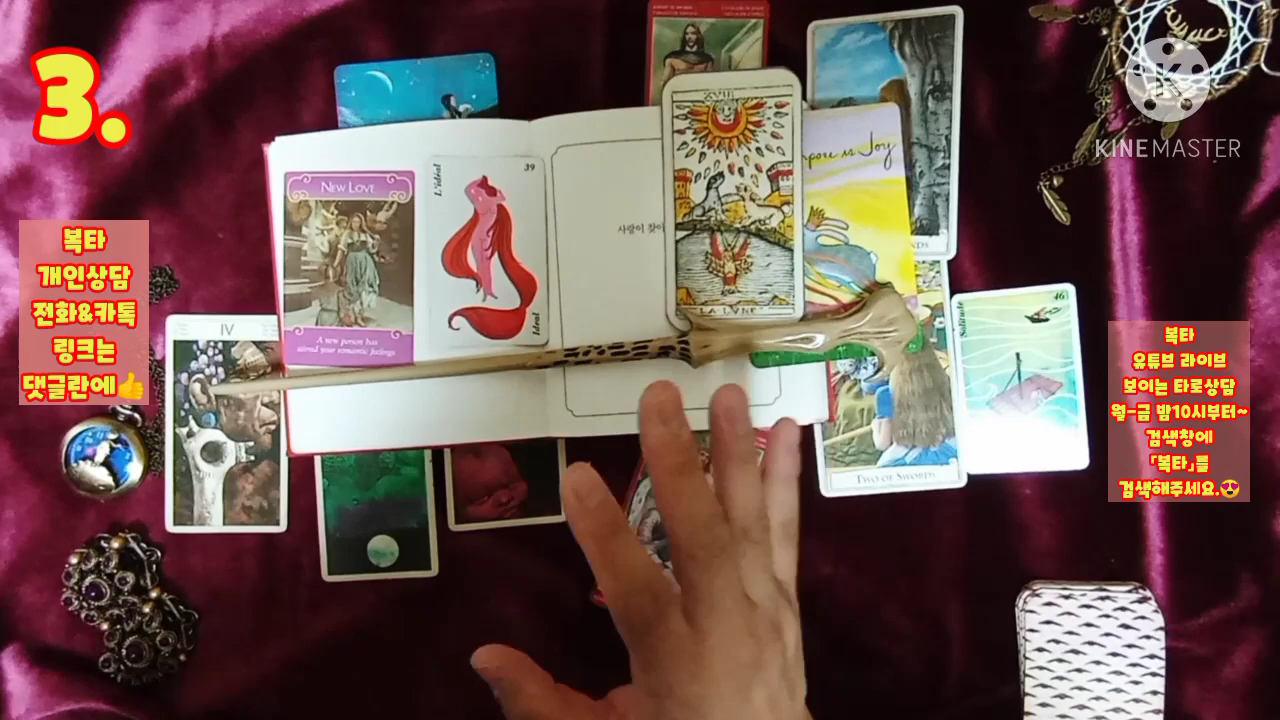 3.
복타
개인상담
전화&카톡
링크는
댓글란에👍
KINEMASTER
복타
유튜브 라이브
보이는 타로상담
월-금 밤10시부터~
검색창에
「복타」를
검색해주세요.😍
NEW LOVE
A new person has
stirred your romantic feelings
L'idéal
39
Ideal
사랑이 찾아
XVIII
LA LVNE
is Joy
IV
TWO OF SWORDS
Solitude
46